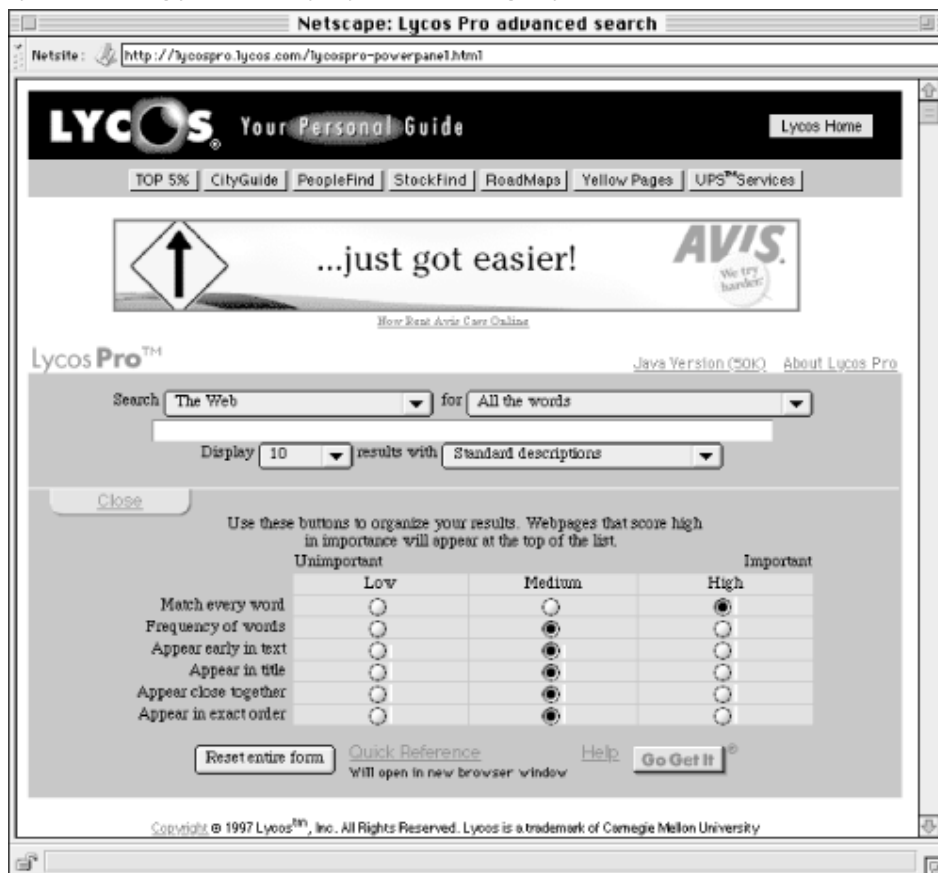 Netscape: Lycos Pro advanced search
Netsite: http://lycospro.lycos.com/lycospro-powerpanel.html
LYCOS® Your Personal Guide Lycos Home
TOP 5% CityGuide PeopleFind StockFind RoadMaps Yellow Pages UPS™Services
...just got easier! AVIS.
We try
harder.
Now Rent Avis Cars Online
Lycos Pro™ Java Version (50K) About Lycos Pro
Search The Web for All the words
Display 10 results with Standard descriptions
Close
Use these buttons to organize your results. Webpages that score high
in importance will appear at the top of the list.
Unimportant Important
Low Medium High
Match every word
Frequency of words
Appear early in text
Appear in title
Appear close together
Appear in exact order
Reset entire form Quick Reference Help Go Get It®
Will open in new browser window
Copyright © 1997 Lycos™, Inc. All Rights Reserved. Lycos is a trademark of Carnegie Mellon University